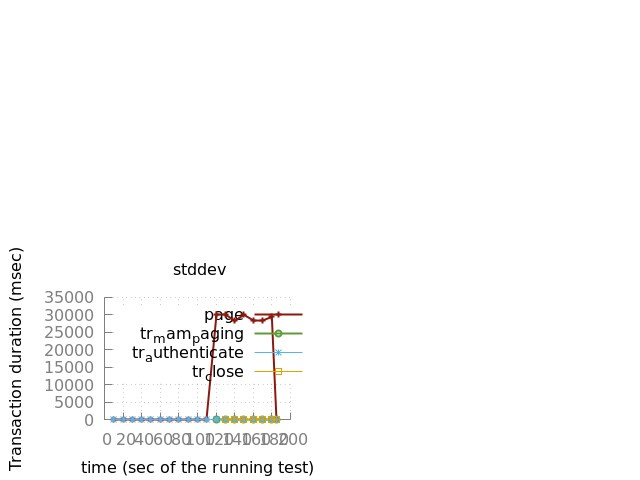 stddev
Transaction duration (msec)
35000
30000
25000
20000
15000
10000
5000
0
page
tr_mam_paging
tr_authenticate
tr_close
0 20 40 60 80 100 120 140 160 180 200
time (sec of the running test)